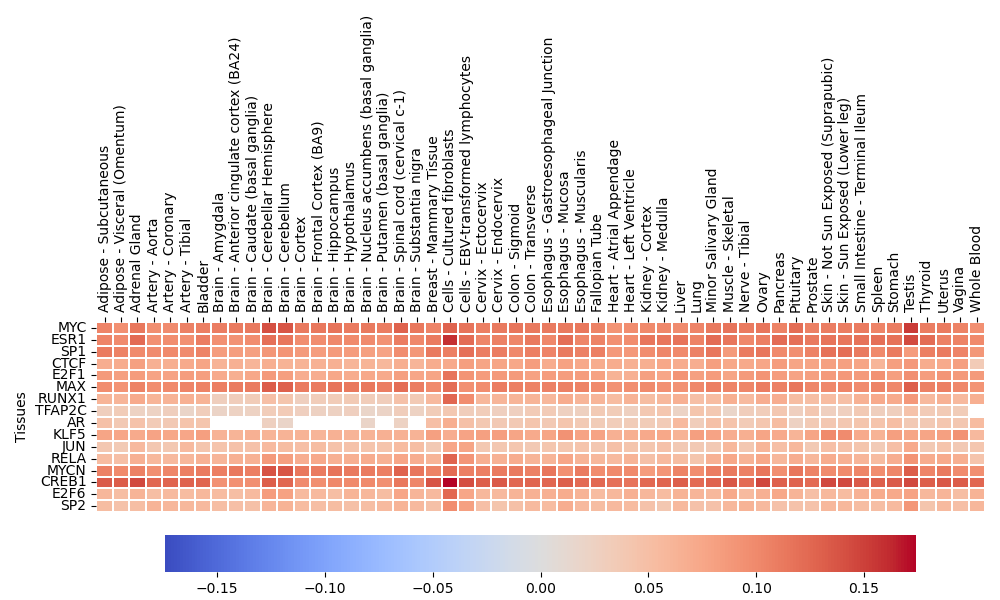 Adipose - Subcutaneous
Adipose - Visceral (Omentum)
Adrenal Gland
Artery - Aorta
Artery - Coronary
Artery - Tibial
Bladder
Brain - Amygdala
Brain - Anterior cingulate cortex (BA24)
Brain - Caudate (basal ganglia)
Brain - Cerebellar Hemisphere
Brain - Cerebellum
Brain - Cortex
Brain - Frontal Cortex (BA9)
Brain - Hippocampus
Brain - Hypothalamus
Brain - Nucleus accumbens (basal ganglia)
Brain - Putamen (basal ganglia)
Brain - Spinal cord (cervical c-1)
Brain - Substantia nigra
Breast - Mammary Tissue
Cells - Cultured fibroblasts
Cells - EBV-transformed lymphocytes
Cervix - Ectocervix
Cervix - Endocervix
Colon - Sigmoid
Colon - Transverse
Esophagus - Gastroesophageal Junction
Esophagus - Mucosa
Esophagus - Muscularis
Fallopian Tube
Heart - Atrial Appendage
Heart - Left Ventricle
Kidney - Cortex
Kidney - Medulla
Liver
Lung
Minor Salivary Gland
Muscle - Skeletal
Nerve - Tibial
Ovary
Pancreas
Pituitary
Prostate
Skin - Not Sun Exposed (Suprapubic)
Skin - Sun Exposed (Lower leg)
Small Intestine - Terminal Ileum
Spleen
Stomach
Testis
Thyroid
Uterus
Vagina
Whole Blood
Tissues
MYC
ESR1
SP1
CTCF
E2F1
MAX
RUNX1
TFAP2C
AR
KLF5
JUN
RELA
MYCN
CREB1
E2F6
SP2
−0.15 −0.10 −0.05 0.00 0.05 0.10 0.15